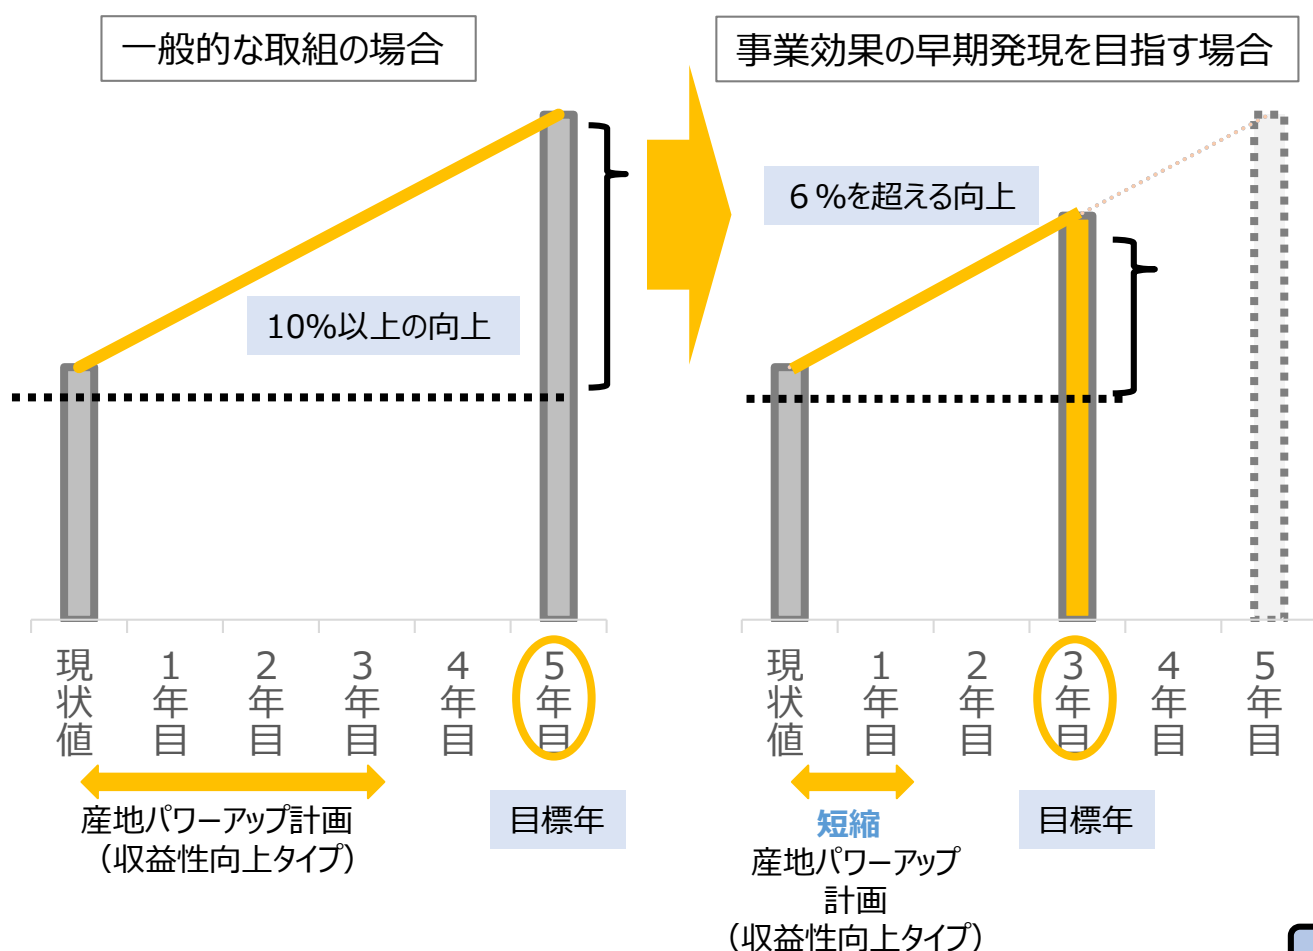 一般的な取組の場合
10%以上の向上
現状値
1年目
2年目
3年目
4年目
5年目
産地パワーアップ計画
（収益性向上タイプ）
目標年
事業効果の早期発現を目指す場合
６%を超える向上
現状値
1年目
2年目
3年目
4年目
5年目
短縮
産地パワーアップ
計画
（収益性向上タイプ）
目標年